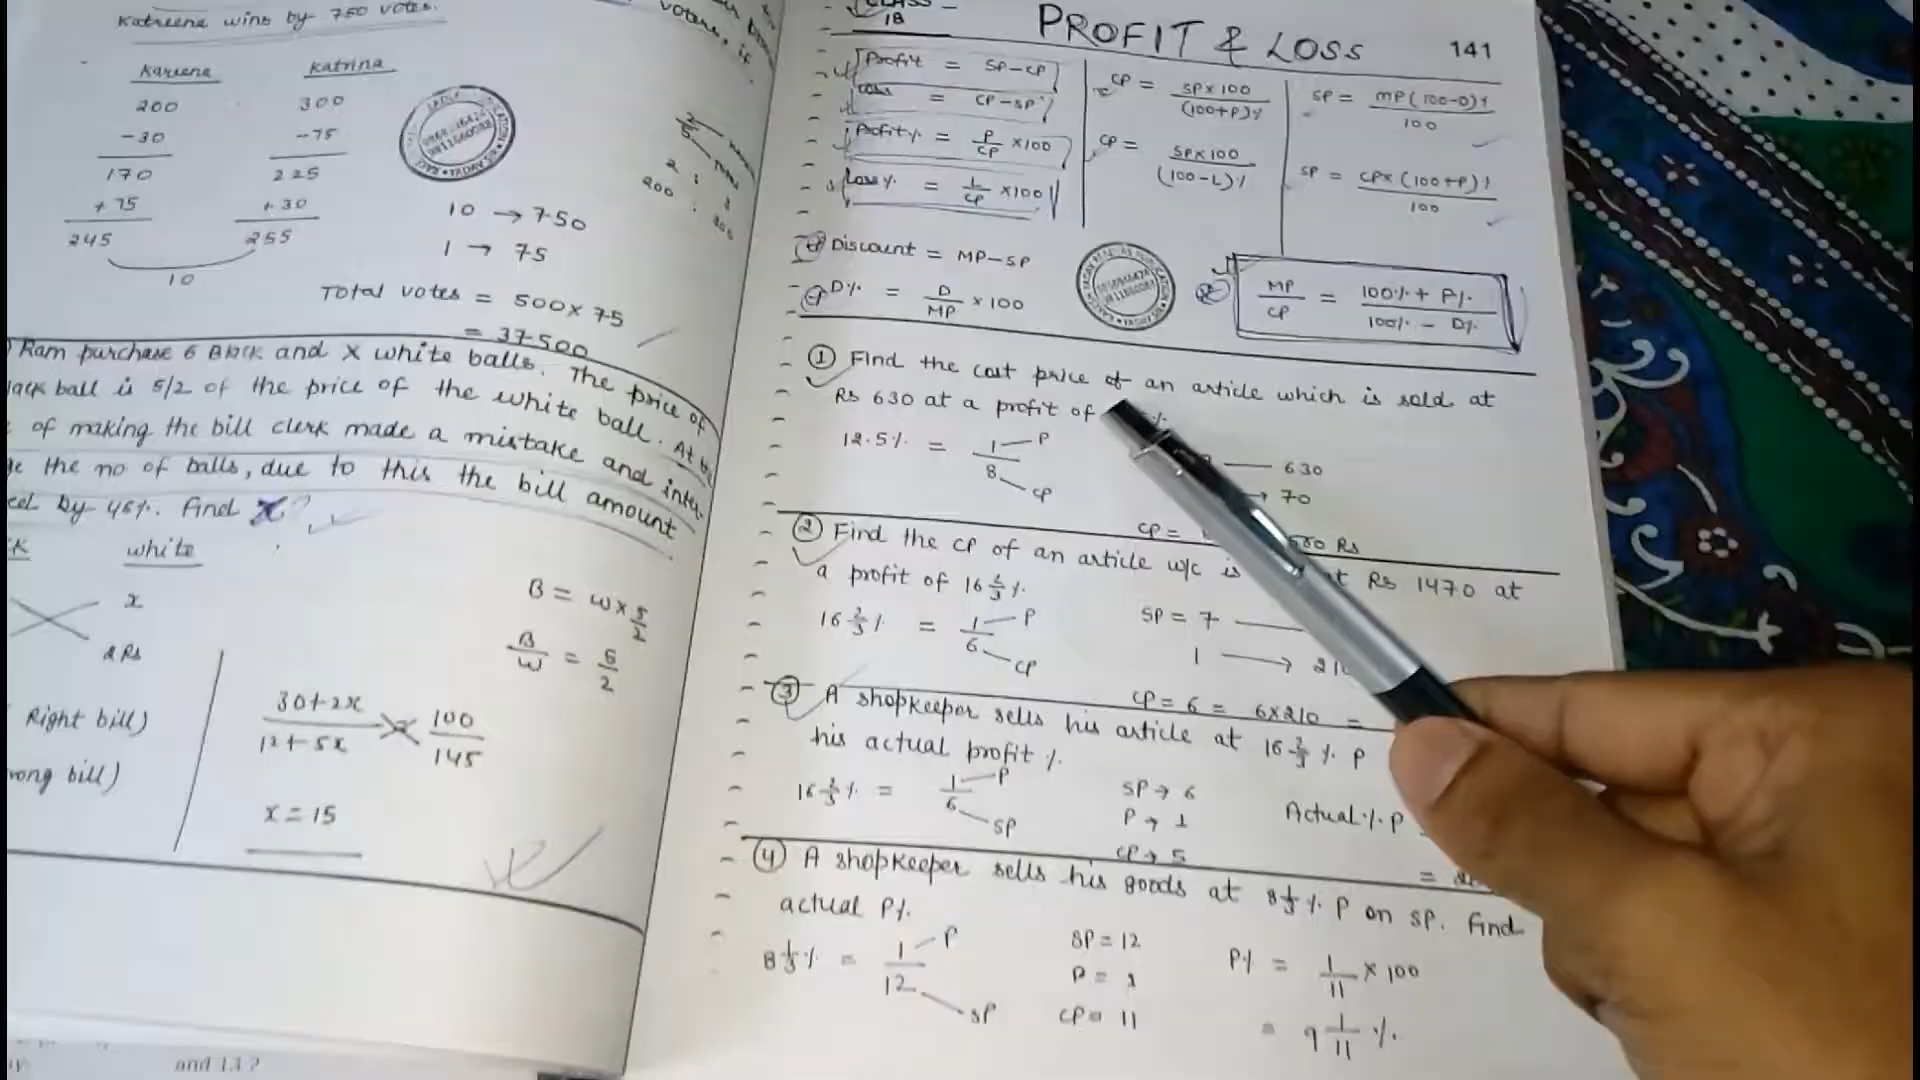 Katreena wins by 750 votes.
Kareena Katrina
200 300
-30 -75
170 225
+75 +30
245 255
10
10 → 750
1 → 75
Total votes = 500 x 75
= 37500
Ram purchase 6 Black and X white balls. The price of
ball is 5/2 of the price of the white ball. At
of making the bill clerk made a mistake and
the no of balls, due to this the bill amount
by 45%. Find X?
white
x
2 Rs
B = W x 5/2
B/W = 5/2
Right bill)
bill)
30+2x / 12+5x 100/145
x = 15
and 13 ?
CLASS - 18
PROFIT & LOSS 141
Profit = SP-CP
Loss = CP-SP
Profit% = P/CP x100
Loss% = L/CP x100
CP = SPx100/(100+P)%
CP = SPx100/(100-L)%
SP = MP(100-D)%/100
SP = CPx(100+P)%/100
Discount = MP-SP
D% = D/MP x 100
MP/CP = 100%+P%/100%-D%
① Find the cost price of an article which is sold at
Rs 630 at a profit of %
12.5% = 1/8 P CP
630
→ 70
CP = Rs
② Find the CP of an article w/c is at Rs 1470 at
a profit of 16 2/3%.
16 2/3% = 1/6 P CP
SP = 7
1 →
CP = 6 = 6x210 =
③ A shopkeeper sells his article at 16 2/3% P
his actual profit %.
16 2/3% = 1/6 P SP
SP → 6
P → 1
CP → 5
Actual% P
=
④ A shopkeeper sells his goods at 8 1/3% P on SP. Find
actual P%.
8 1/3% = 1/12 P SP
SP = 12
P = 1
CP = 11
P% = 1/11 x 100
= 9 1/11 %